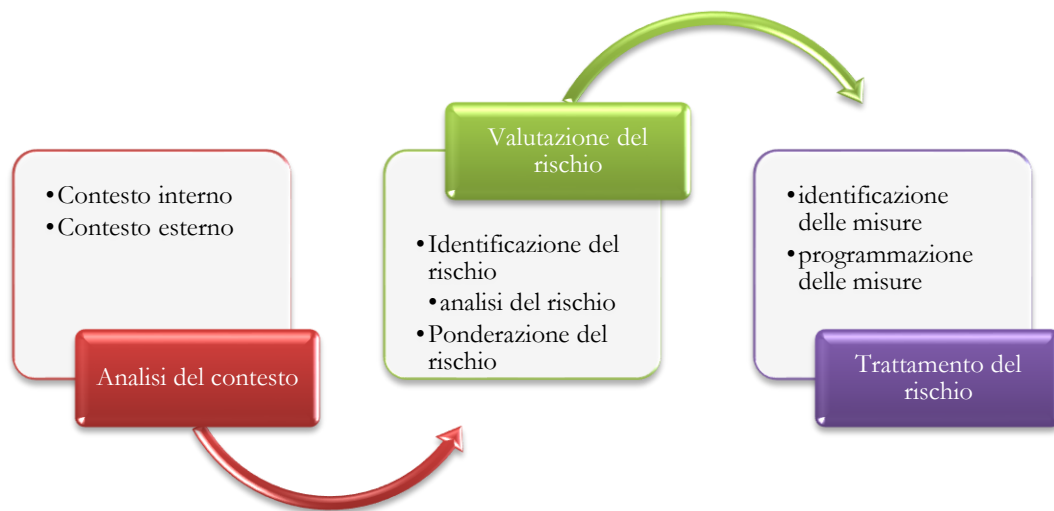 •Contesto interno
•Contesto esterno
Analisi del contesto
Valutazione del
rischio
•Identificazione del
rischio
•analisi del rischio
•Ponderazione del
rischio
•identificazione
delle misure
•programmazione
delle misure
Trattamento del
rischio